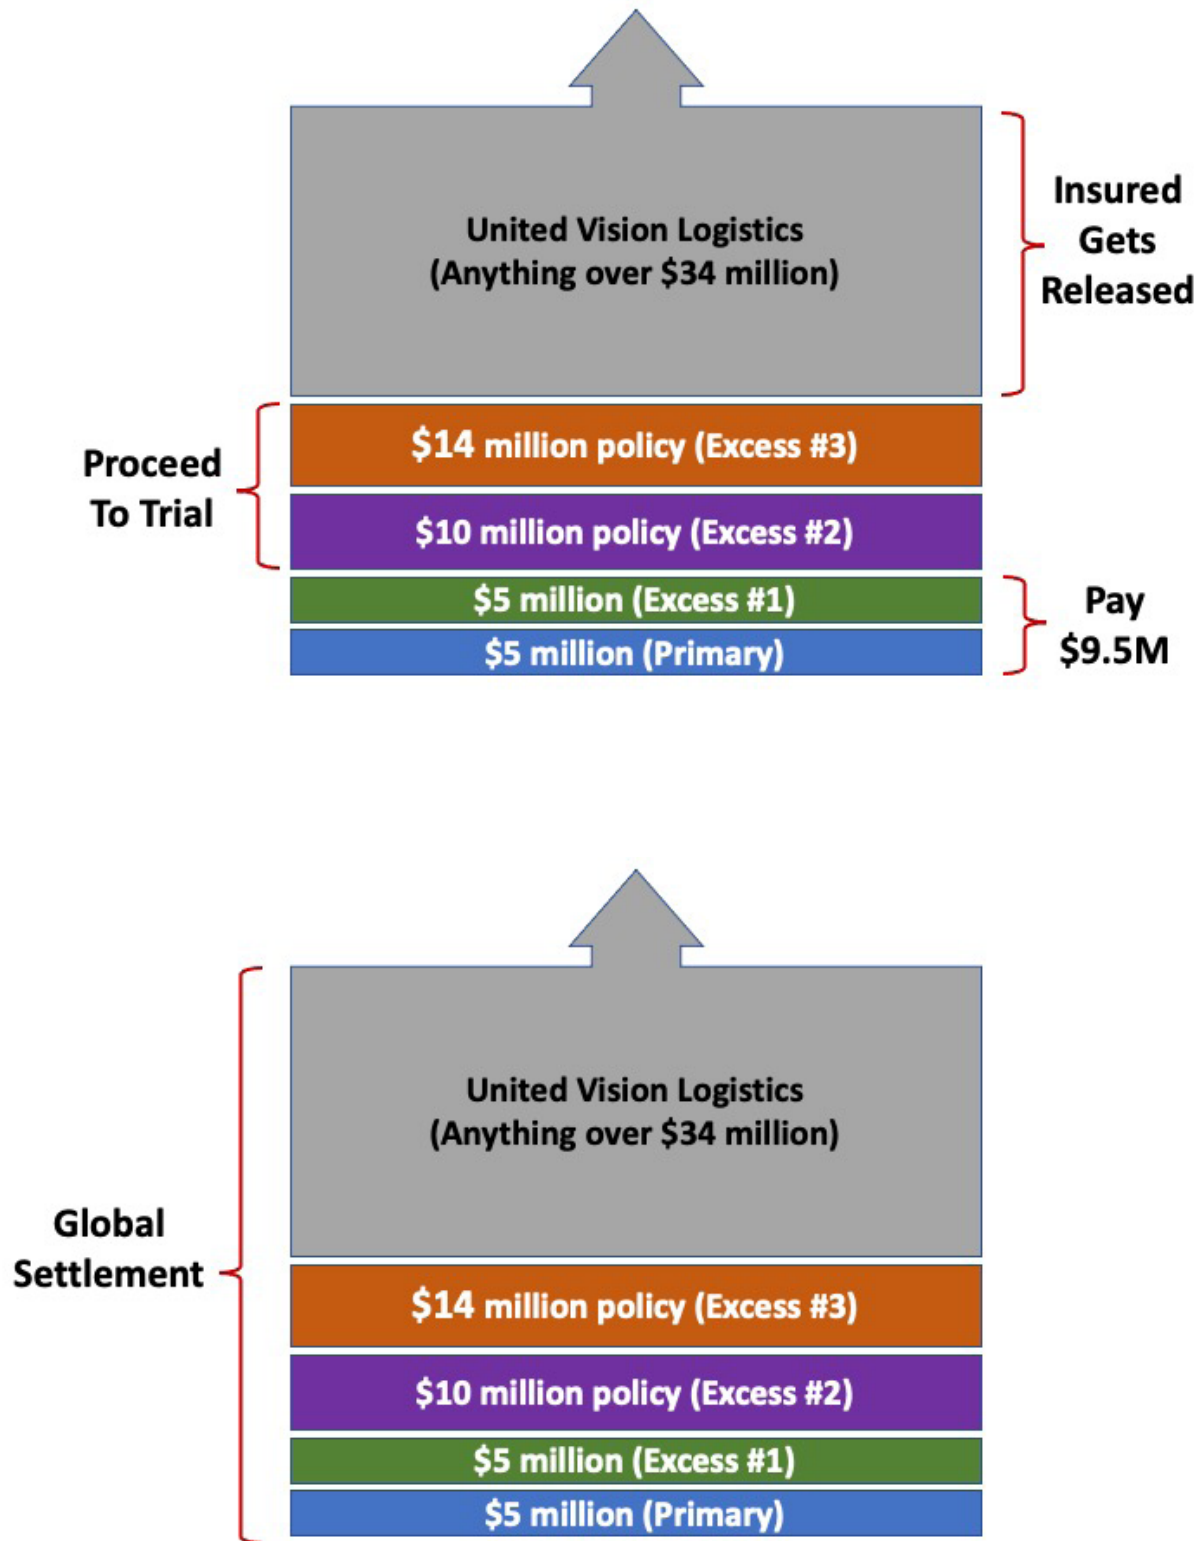 United Vision Logistics
(Anything over $34 million)
Insured
Gets
Released
$14 million policy (Excess #3)
Proceed
To Trial
$10 million policy (Excess #2)
$5 million (Excess #1)
Pay
$9.5M
$5 million (Primary)
United Vision Logistics
(Anything over $34 million)
Global
Settlement
$14 million policy (Excess #3)
$10 million policy (Excess #2)
$5 million (Excess #1)
$5 million (Primary)